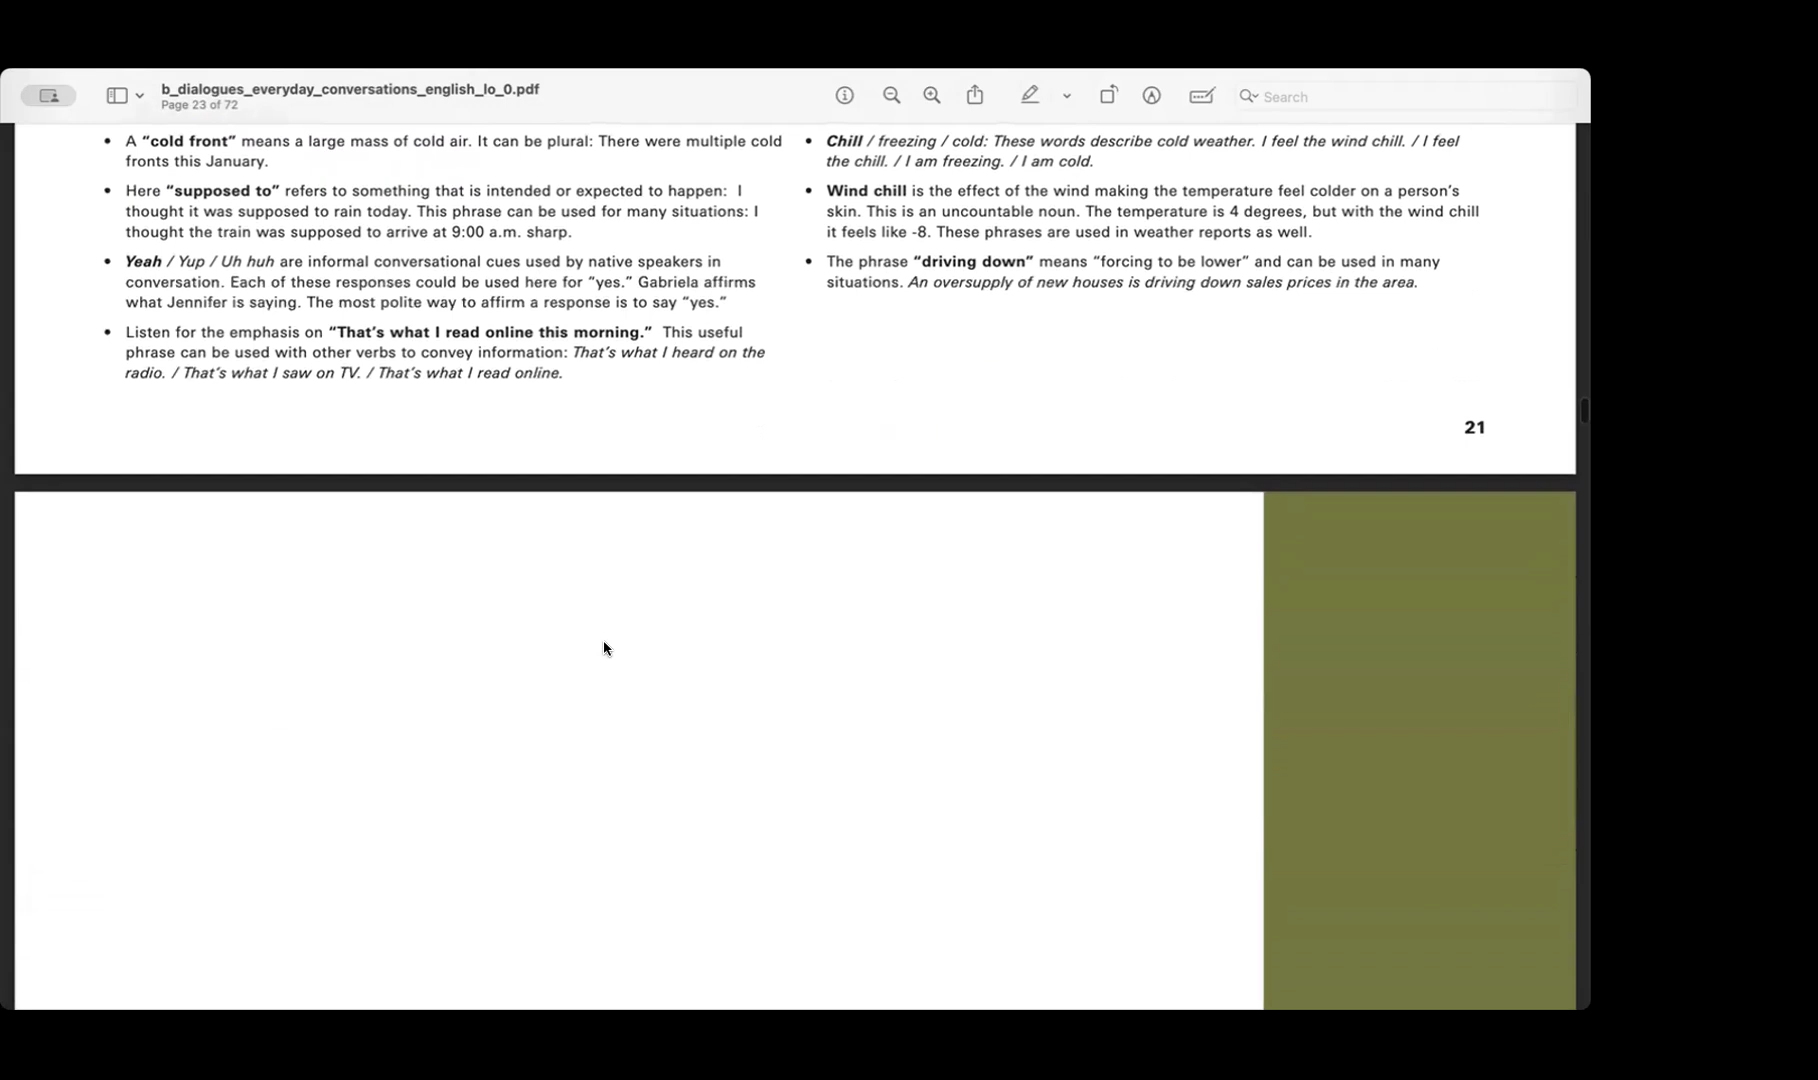 b_dialogues_everyday_conversations_english_lo_0.pdf
Page 23 of 72
Search
• A “cold front” means a large mass of cold air. It can be plural: There were multiple cold
fronts this January.
• Here “supposed to” refers to something that is intended or expected to happen: I
thought it was supposed to rain today. This phrase can be used for many situations: I
thought the train was supposed to arrive at 9:00 a.m. sharp.
• Yeah / Yup / Uh huh are informal conversational cues used by native speakers in
conversation. Each of these responses could be used here for “yes.” Gabriela affirms
what Jennifer is saying. The most polite way to affirm a response is to say “yes.”
• Listen for the emphasis on “That’s what I read online this morning.” This useful
phrase can be used with other verbs to convey information: That’s what I heard on the
radio. / That’s what I saw on TV. / That’s what I read online.
• Chill / freezing / cold: These words describe cold weather. I feel the wind chill. / I feel
the chill. / I am freezing. / I am cold.
• Wind chill is the effect of the wind making the temperature feel colder on a person’s
skin. This is an uncountable noun. The temperature is 4 degrees, but with the wind chill
it feels like -8. These phrases are used in weather reports as well.
• The phrase “driving down” means “forcing to be lower” and can be used in many
situations. An oversupply of new houses is driving down sales prices in the area.
21